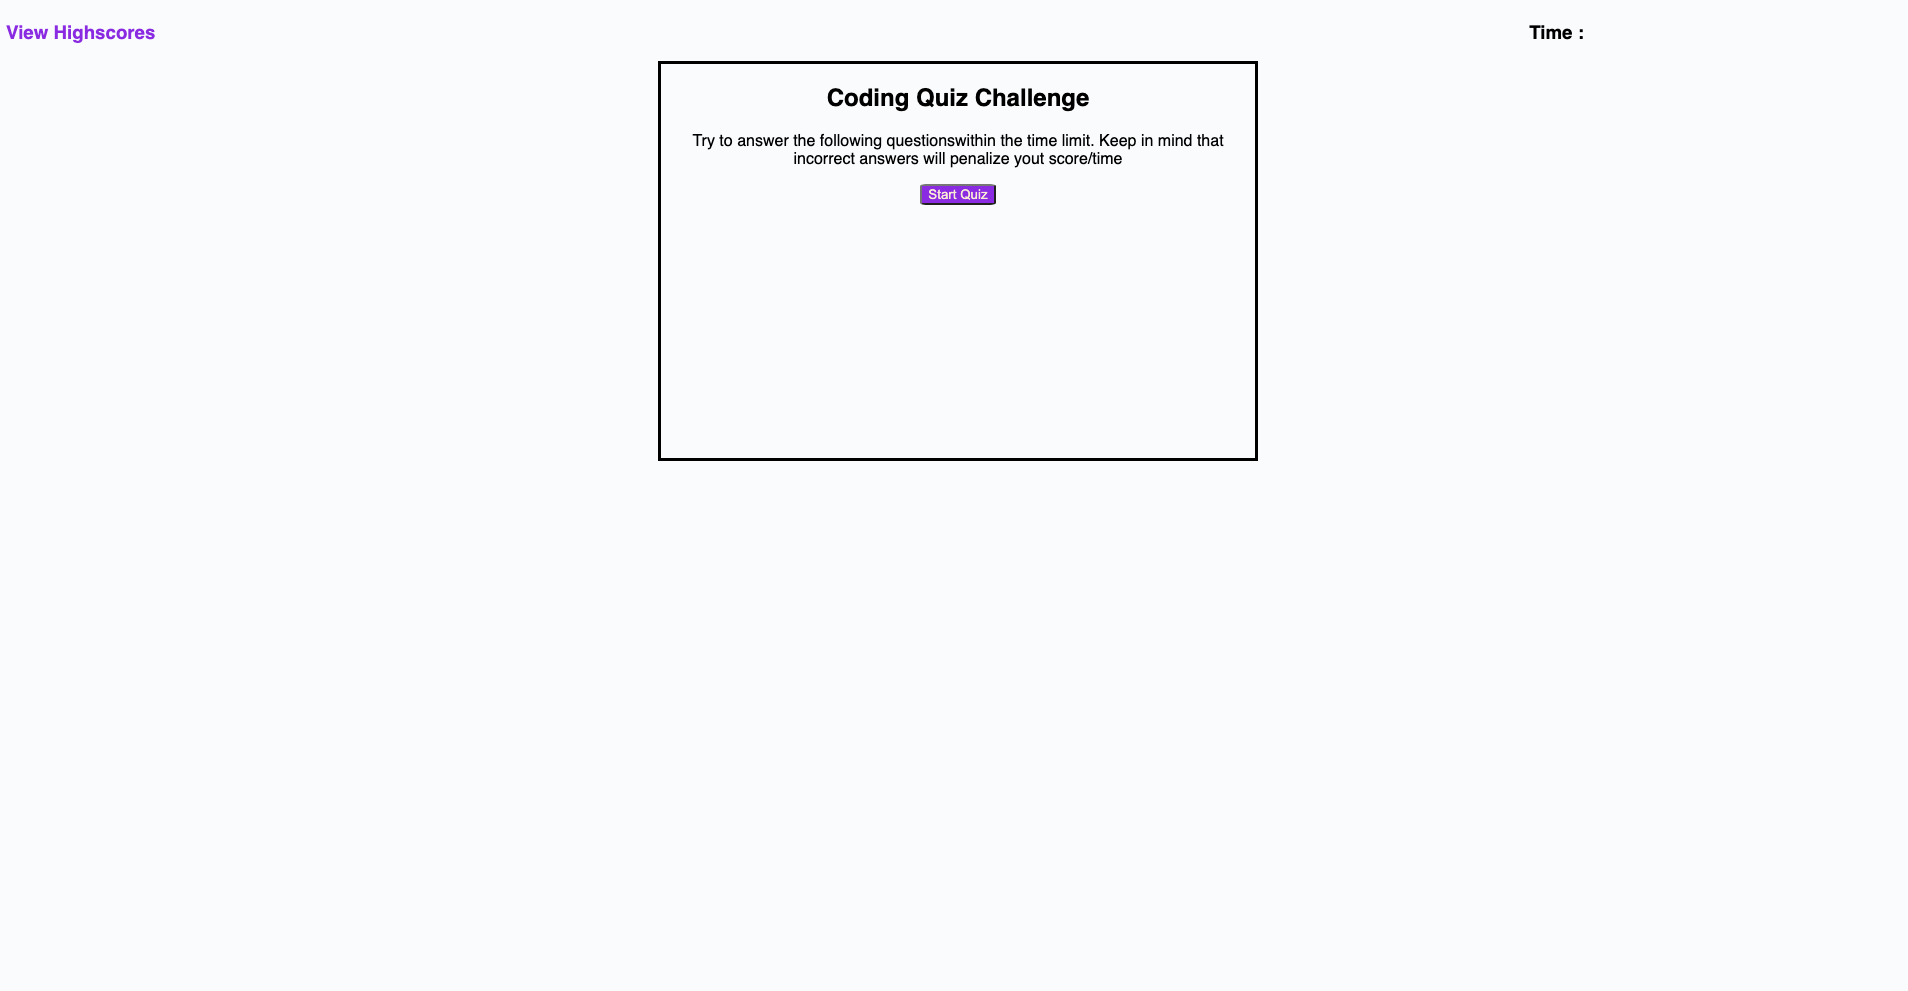 View Highscores
Time :
Coding Quiz Challenge
Try to answer the following questionswithin the time limit. Keep in mind that
incorrect answers will penalize yout score/time
Start Quiz